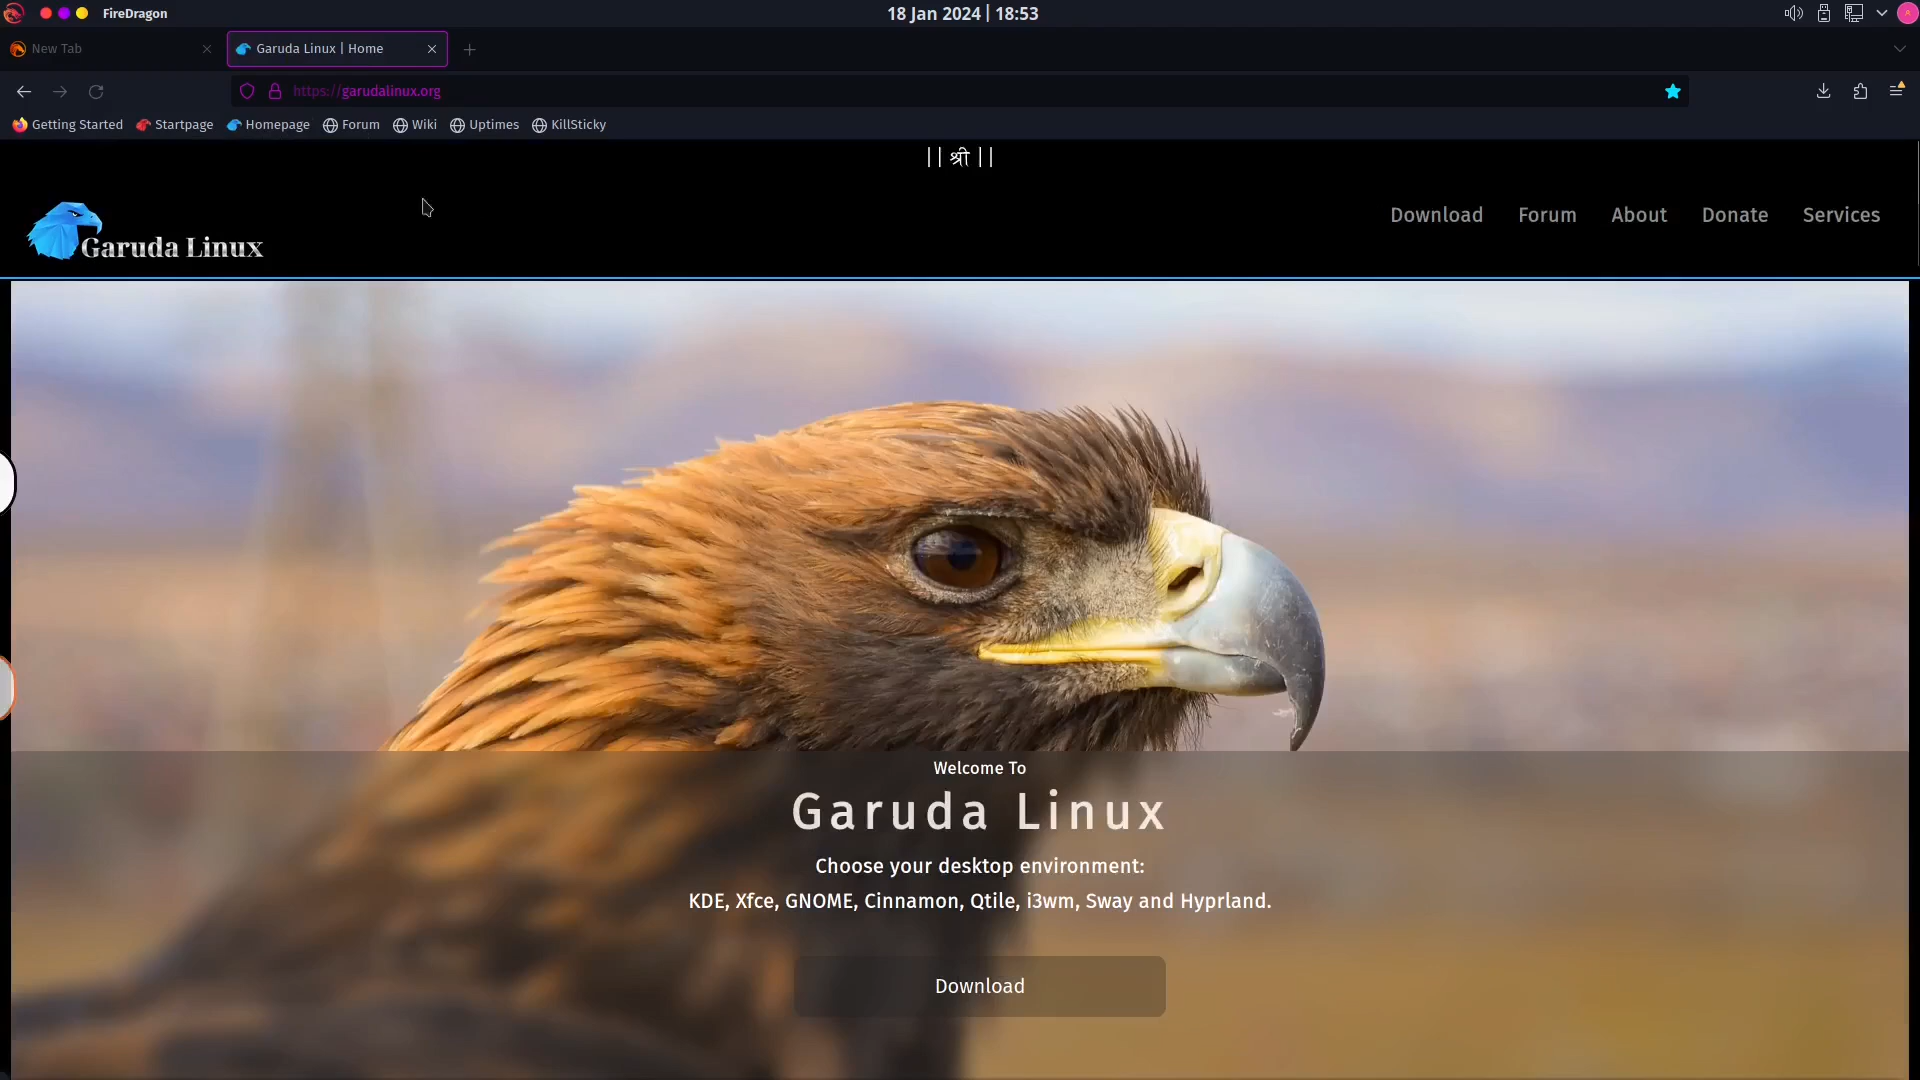 FireDragon
18 Jan 2024 | 18:53
New Tab
Garuda Linux | Home
https://garudalinux.org
Getting Started
Startpage
Homepage
Forum
Wiki
Uptimes
KillSticky
|| श्री ||
Garuda Linux
Download
Forum
About
Donate
Services
Welcome To
Garuda Linux
Choose your desktop environment:
KDE, Xfce, GNOME, Cinnamon, Qtile, i3wm, Sway and Hyprland.
Download